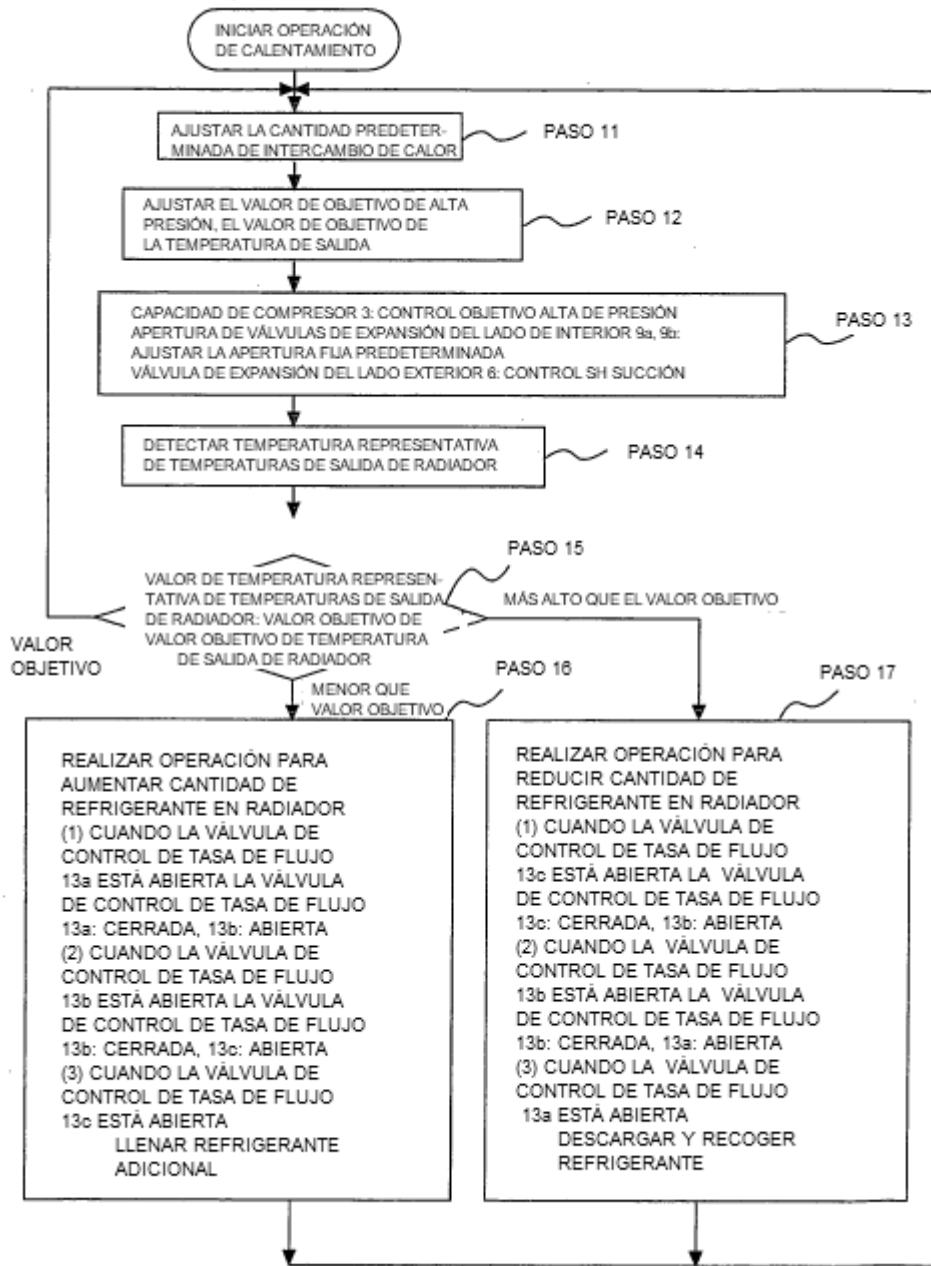 INICIAR OPERACIÓN
DE CALENTAMIENTO
AJUSTAR LA CANTIDAD PREDETER-
MINADA DE INTERCAMBIO DE CALOR
PASO 11
AJUSTAR EL VALOR DE OBJETIVO DE ALTA
PRESIÓN, EL VALOR DE OBJETIVO DE
LA TEMPERATURA DE SALIDA
PASO 12
CAPACIDAD DE COMPRESOR 3: CONTROL OBJETIVO ALTA DE PRESIÓN
APERTURA DE VÁLVULAS DE EXPANSIÓN DEL LADO DE INTERIOR 9a, 9b:
AJUSTAR LA APERTURA FIJA PREDETERMINADA
VÁLVULA DE EXPANSIÓN DEL LADO EXTERIOR 6: CONTROL SH SUCCIÓN
PASO 13
DETECTAR TEMPERATURA REPRESENTATIVA
DE TEMPERATURAS DE SALIDA DE RADIADOR
PASO 14
PASO 15
VALOR DE TEMPERATURA REPRESEN-
TATIVA DE TEMPERATURAS DE SALIDA
DE RADIADOR: VALOR OBJETIVO DE
VALOR OBJETIVO DE TEMPERATURA
DE SALIDA DE RADIADOR
MÁS ALTO QUE EL VALOR OBJETIVO
VALOR
OBJETIVO
MENOR QUE
VALOR OBJETIVO
PASO 16
PASO 17
REALIZAR OPERACIÓN PARA
AUMENTAR CANTIDAD DE
REFRIGERANTE EN RADIADOR
(1) CUANDO LA VÁLVULA DE
CONTROL DE TASA DE FLUJO
13a ESTÁ ABIERTA LA VÁLVULA
DE CONTROL DE TASA DE FLUJO
13a: CERRADA, 13b: ABIERTA
(2) CUANDO LA VÁLVULA DE
CONTROL DE TASA DE FLUJO
13b ESTÁ ABIERTA LA VÁLVULA
DE CONTROL DE TASA DE FLUJO
13b: CERRADA, 13c: ABIERTA
(3) CUANDO LA VÁLVULA DE
CONTROL DE TASA DE FLUJO
13c ESTÁ ABIERTA
LLENAR REFRIGERANTE
ADICIONAL
REALIZAR OPERACIÓN PARA
REDUCIR CANTIDAD DE
REFRIGERANTE EN RADIADOR
(1) CUANDO LA VÁLVULA DE
CONTROL DE TASA DE FLUJO
13c ESTÁ ABIERTA LA VÁLVULA
DE CONTROL DE TASA DE FLUJO
13c: CERRADA, 13b: ABIERTA
(2) CUANDO LA VÁLVULA DE
CONTROL DE TASA DE FLUJO
13b ESTÁ ABIERTA LA VÁLVULA
DE CONTROL DE TASA DE FLUJO
13b: CERRADA, 13a: ABIERTA
(3) CUANDO LA VÁLVULA DE
CONTROL DE TASA DE FLUJO
13a ESTÁ ABIERTA
DESCARGAR Y RECOGER
REFRIGERANTE